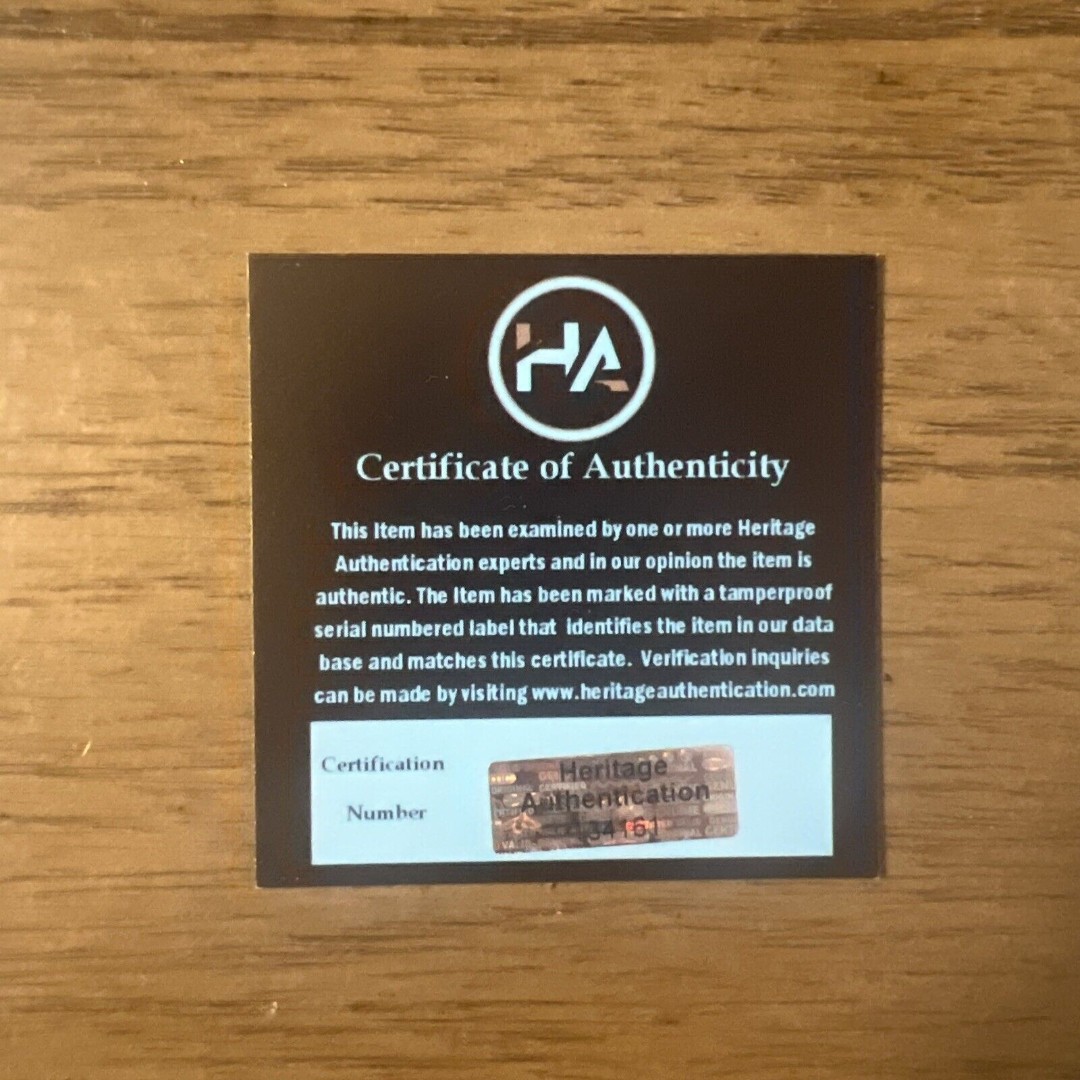 HA
Certificate of Authenticity
This Item has been examined by one or more Heritage
Authentication experts and in our opinion the item is
authentic. The Item has been marked with a tamperproof
serial numbered label that identifies the item in our data
base and matches this certificate. Verification inquiries
can be made by visiting www.heritageauthentication.com
Certification
Number
Heritage
Authentication